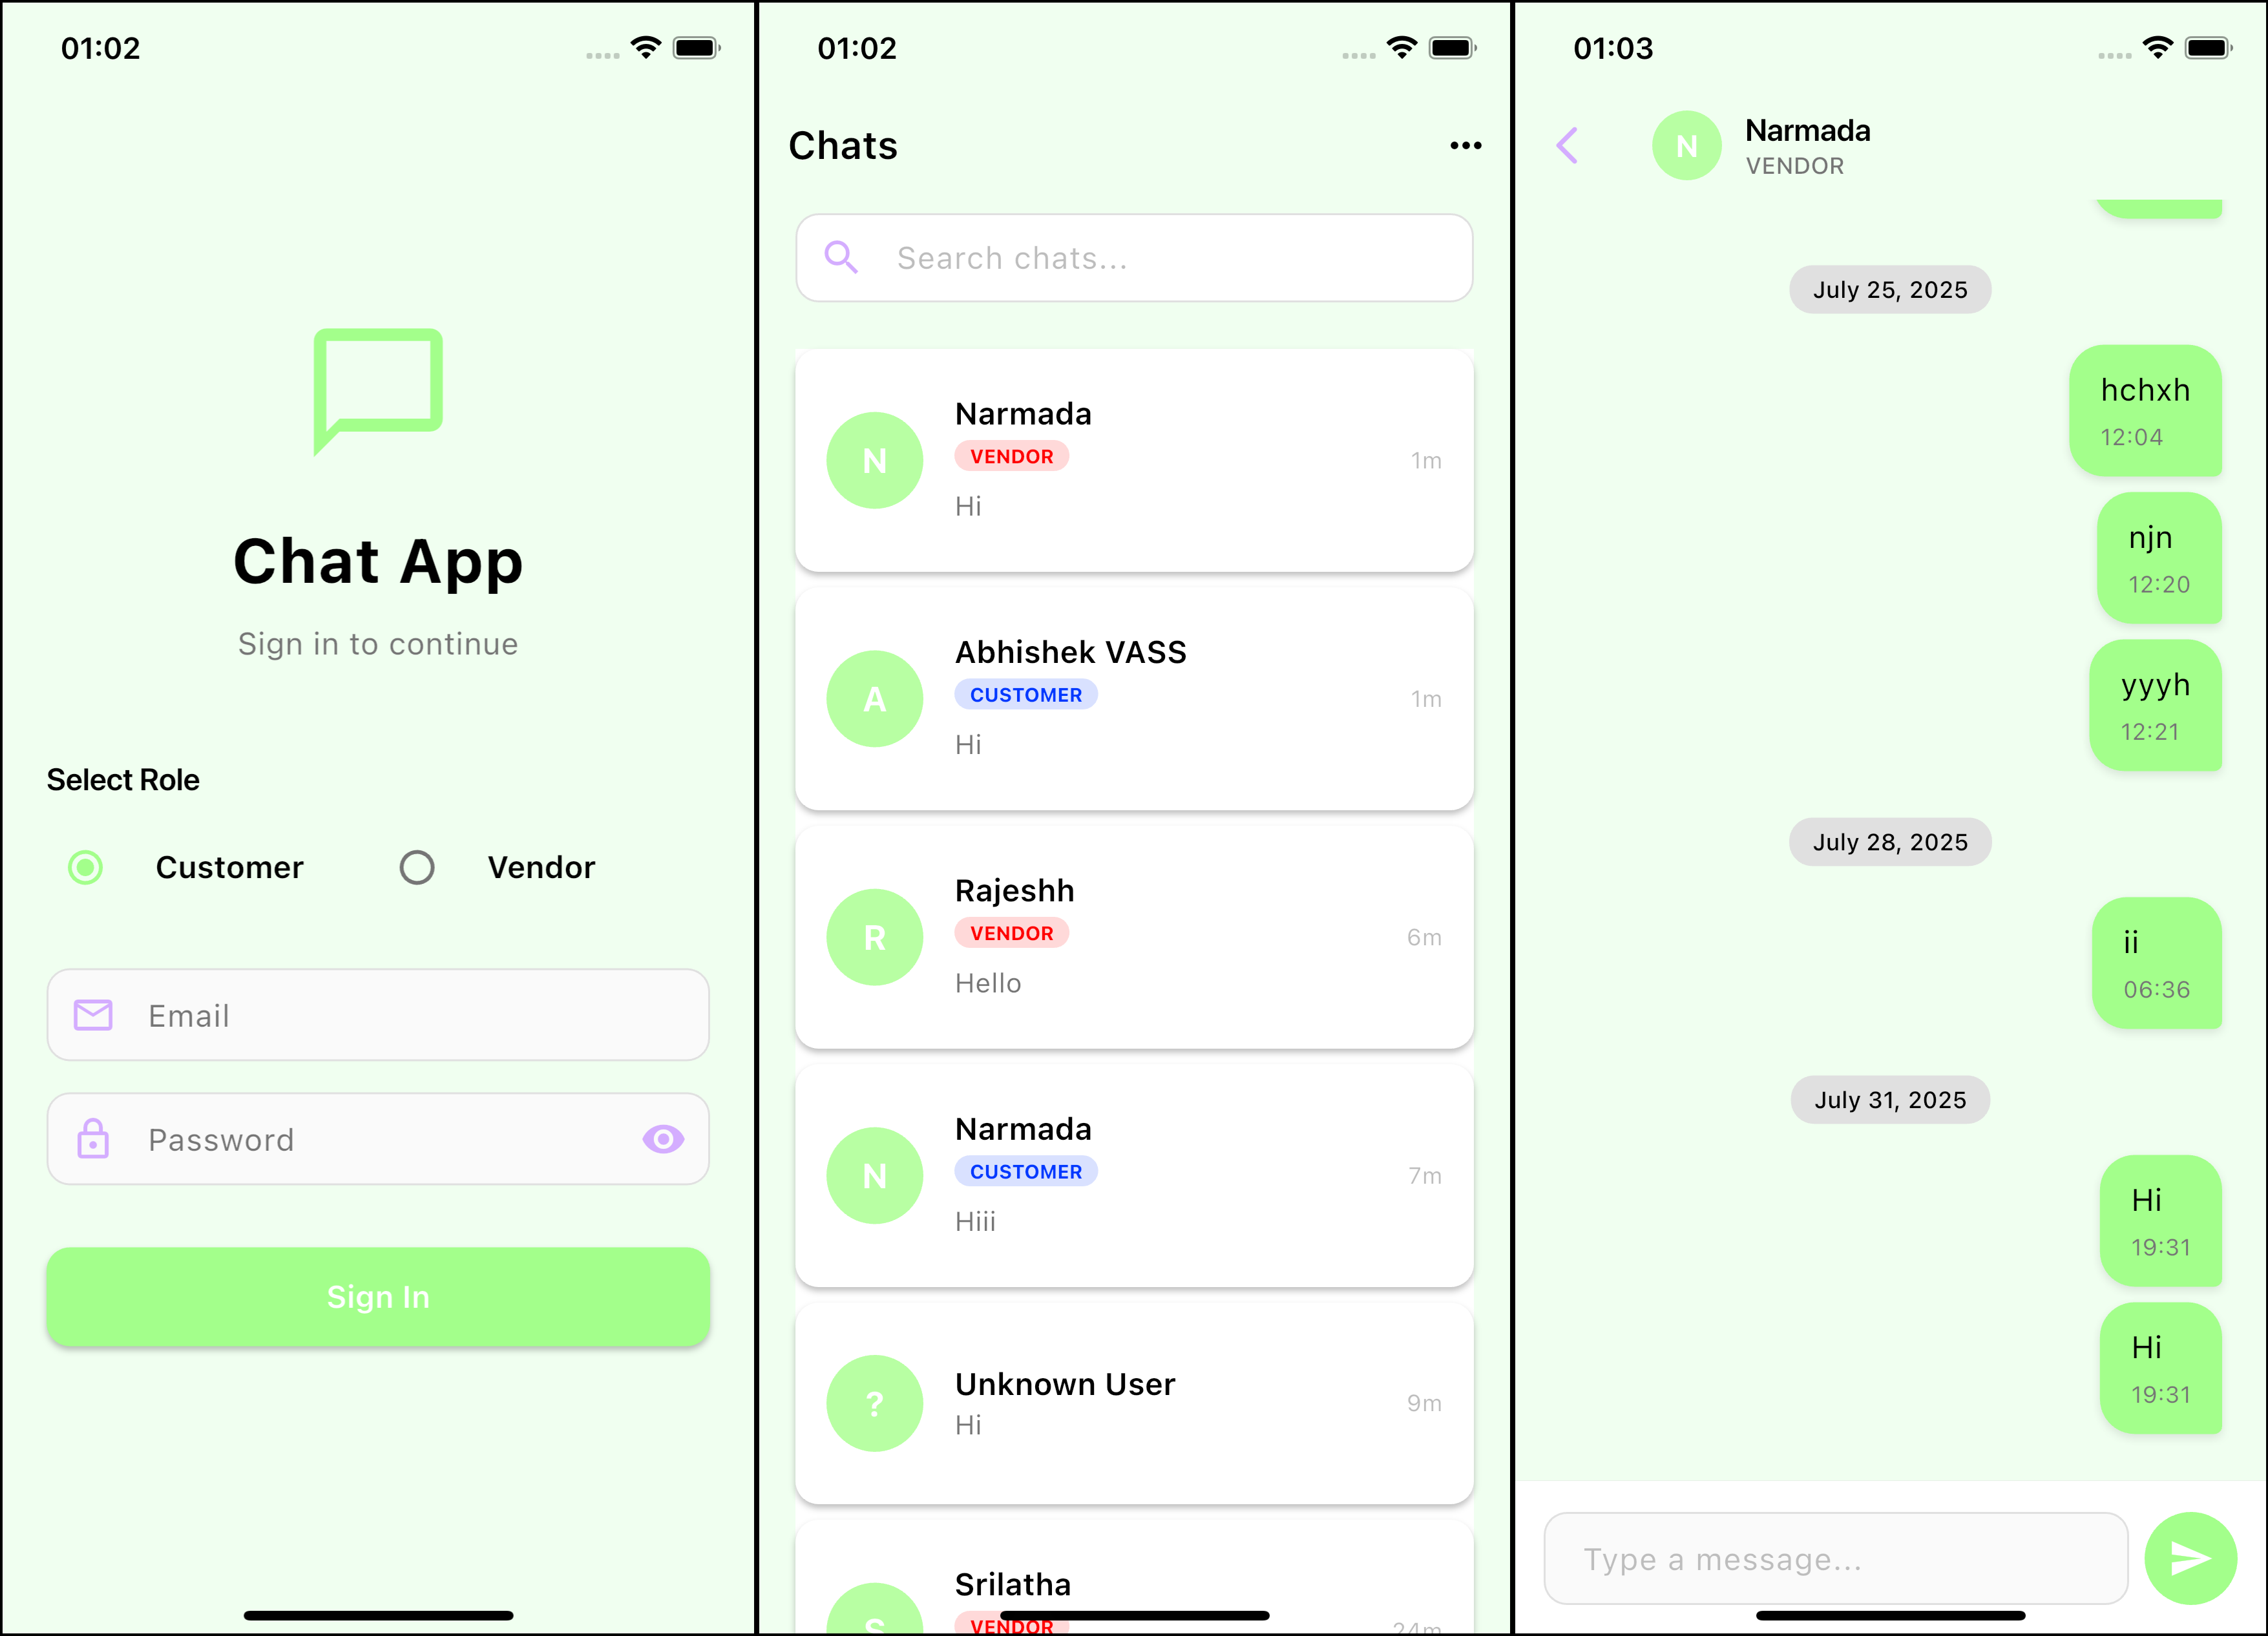 01:02
Chat App
Sign in to continue
Select Role
Customer
Vendor
Email
Password
Sign In
01:02
Chats
Search chats...
N
Narmada
VENDOR
Hi
1m
A
Abhishek VASS
CUSTOMER
Hi
1m
R
Rajeshh
VENDOR
Hello
6m
N
Narmada
CUSTOMER
Hiii
7m
?
Unknown User
Hi
9m
S
Srilatha
VENDOR
24m
01:03
N
Narmada
VENDOR
July 25, 2025
hchxh
12:04
njn
12:20
yyyh
12:21
July 28, 2025
ii
06:36
July 31, 2025
Hi
19:31
Hi
19:31
Type a message...